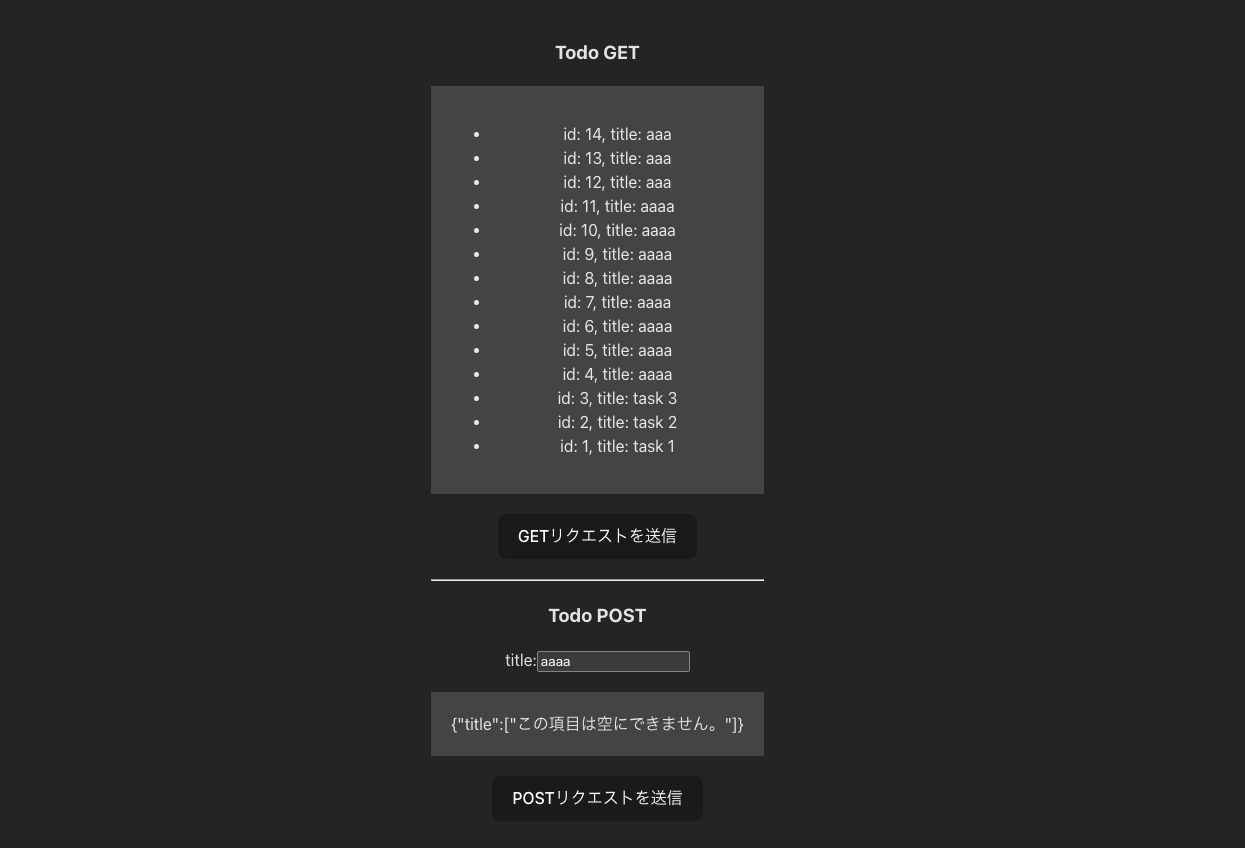 Todo GET
id: 14, title: aaa
id: 13, title: aaa
id: 12, title: aaa
id: 11, title: aaaa
id: 10, title: aaaa
id: 9, title: aaaa
id: 8, title: aaaa
id: 7, title: aaaa
id: 6, title: aaaa
id: 5, title: aaaa
id: 4, title: aaaa
id: 3, title: task 3
id: 2, title: task 2
id: 1, title: task 1
GETリクエストを送信
Todo POST
title: aaaa
{"title":["この項目は空にできません。"]}
POSTリクエストを送信